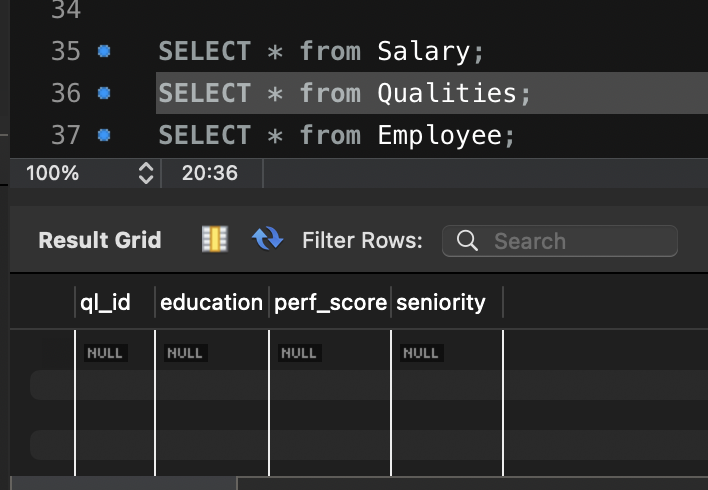 34
35 SELECT * from Salary;
36 SELECT * from Qualities;
37 SELECT * from Employee;
100% 20:36
Result Grid Filter Rows: Search
ql_id education perf_score seniority
NULL NULL NULL NULL